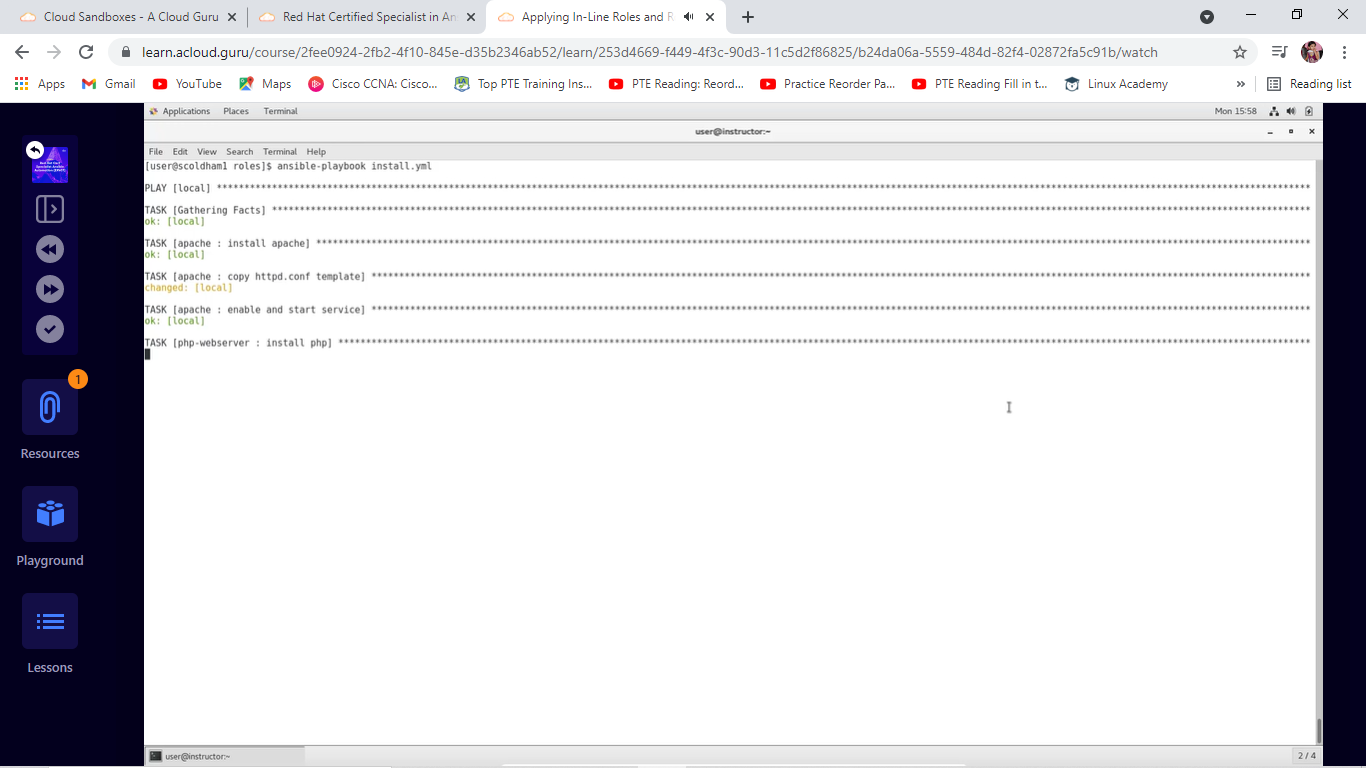 Cloud Sandboxes - A Cloud Guru
Red Hat Certified Specialist in An
Applying In-Line Roles and R
learn.acloud.guru/course/2fee0924-2fb2-4f10-845e-d35b2346ab52/learn/253d4669-f449-4f3c-90d3-11c5d2f86825/b24da06a-5559-484d-82f4-02872fa5c91b/watch
Apps Gmail YouTube Maps Cisco CCNA: Cisco... Top PTE Training Ins... PTE Reading: Reord... Practice Reorder Pa... PTE Reading Fill in t... Linux Academy » Reading list
Applications Places Terminal Mon 15:58
user@instructor:~
File Edit View Search Terminal Help
[user@scoldham1 roles]$ ansible-playbook install.yml
PLAY [local]
TASK [Gathering Facts]
ok: [local]
TASK [apache : install apache]
ok: [local]
TASK [apache : copy httpd.conf template]
changed: [local]
TASK [apache : enable and start service]
ok: [local]
TASK [php-webserver : install php]
1
Resources
Playground
Lessons
user@instructor:~
2 / 4